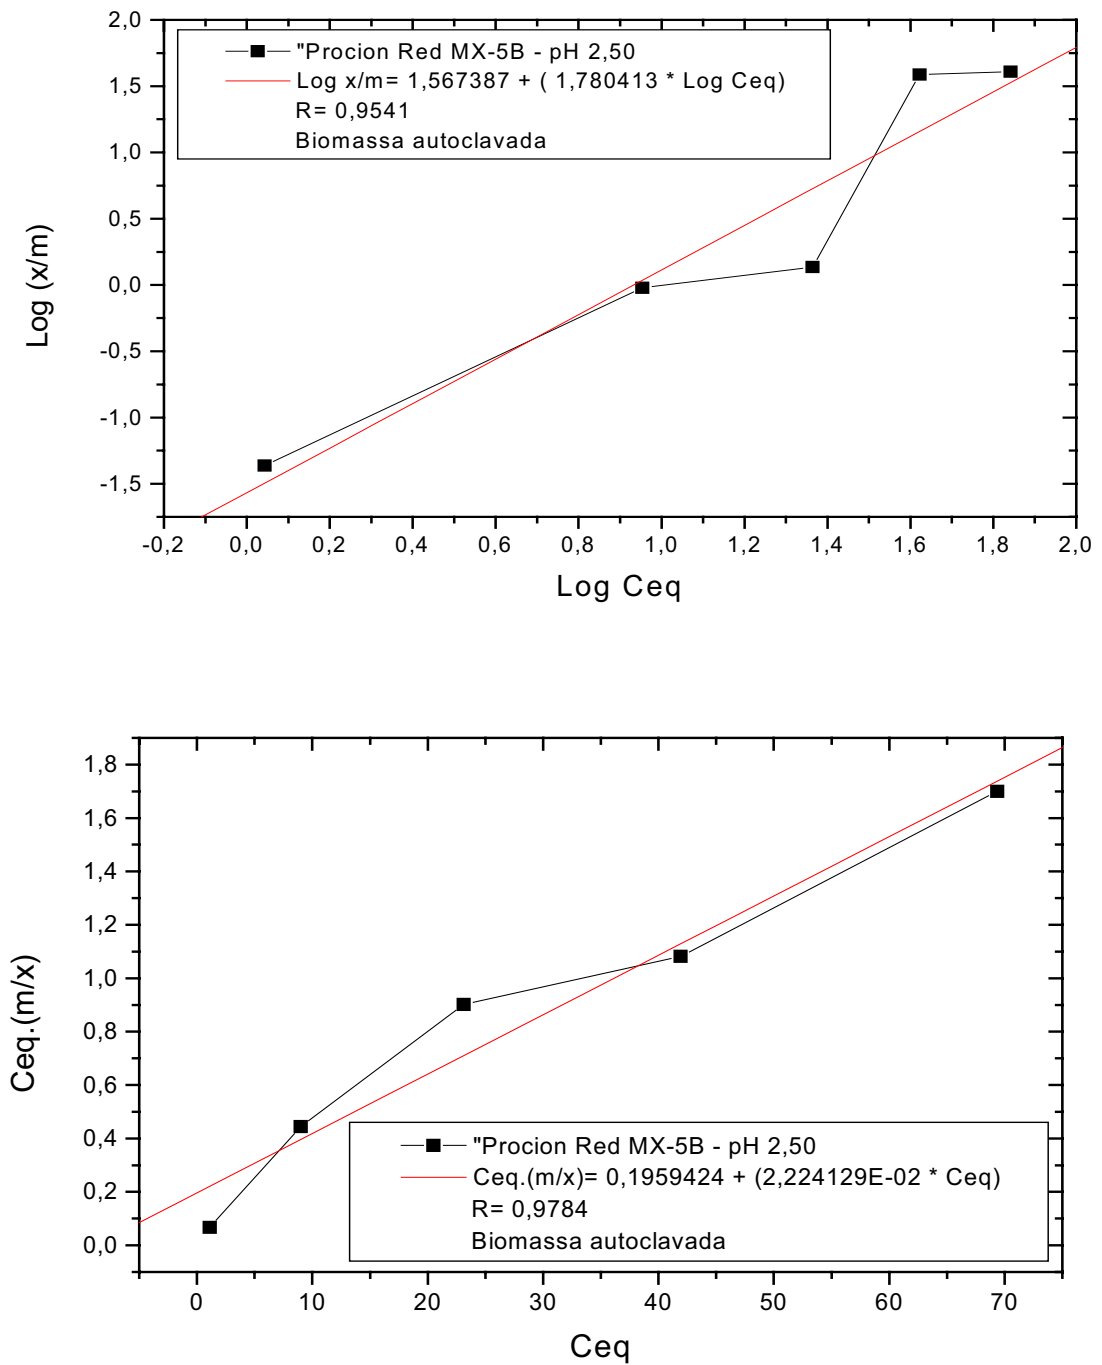 2,0
"Procion Red MX-5B - pH 2,50
Log x/m= 1,567387 + ( 1,780413 * Log Ceq)
R= 0,9541
Biomassa autoclavada
1,5
1,0
0,5
0,0
-0,5
-1,0
-1,5
Log (x/m)
-0,2 0,0 0,2 0,4 0,6 0,8 1,0 1,2 1,4 1,6 1,8 2,0
Log Ceq
1,8
1,6
1,4
1,2
1,0
0,8
0,6
0,4
0,2
0,0
Ceq.(m/x)
"Procion Red MX-5B - pH 2,50
Ceq.(m/x)= 0,1959424 + (2,224129E-02 * Ceq)
R= 0,9784
Biomassa autoclavada
0 10 20 30 40 50 60 70
Ceq